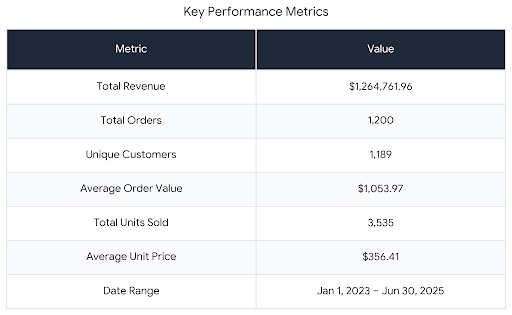 Key Performance Metrics
Metric Value
Total Revenue $1,264,761.96
Total Orders 1,200
Unique Customers 1,189
Average Order Value $1,053.97
Total Units Sold 3,535
Average Unit Price $356.41
Date Range Jan 1, 2023 – Jun 30, 2025